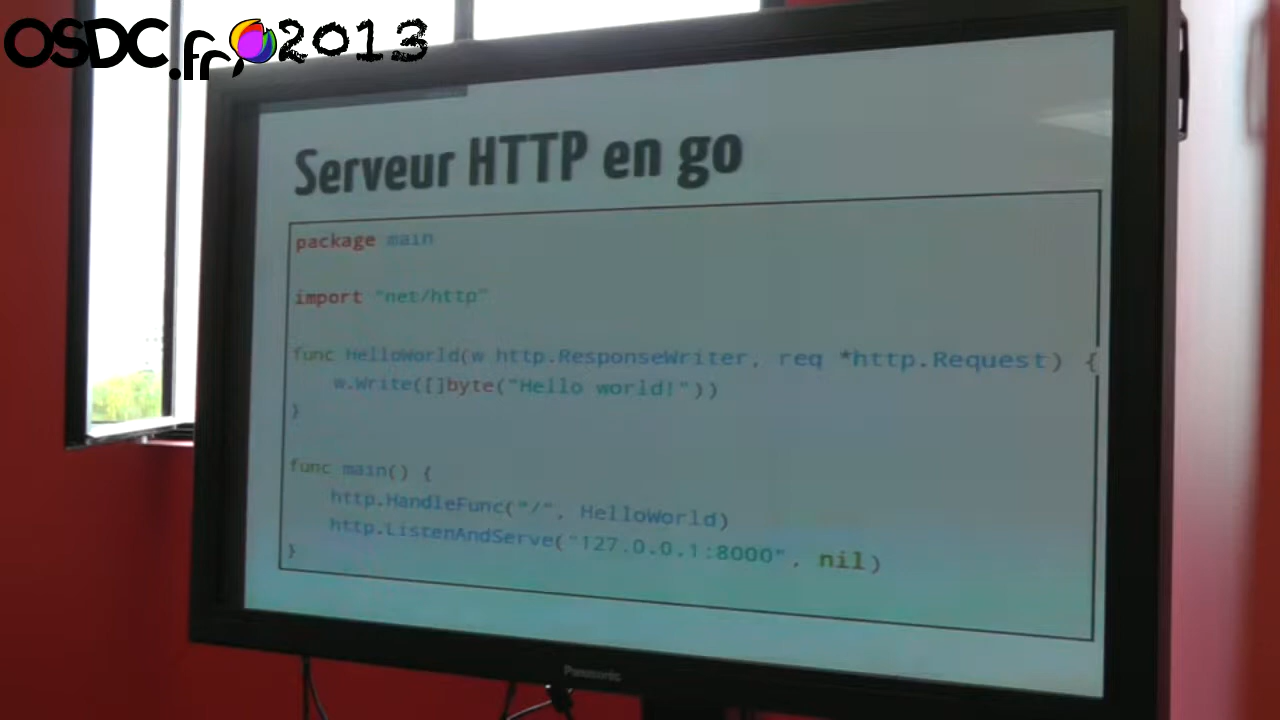 OSDC.fr 2013
Serveur HTTP en go
package main
import "net/http"
func HelloWorld(w http.ResponseWriter, req *http.Request) {
w.Write([]byte("Hello world!"))
}
func main() {
http.HandleFunc("/", HelloWorld)
http.ListenAndServe("127.0.0.1:8000", nil)
}
Panasonic